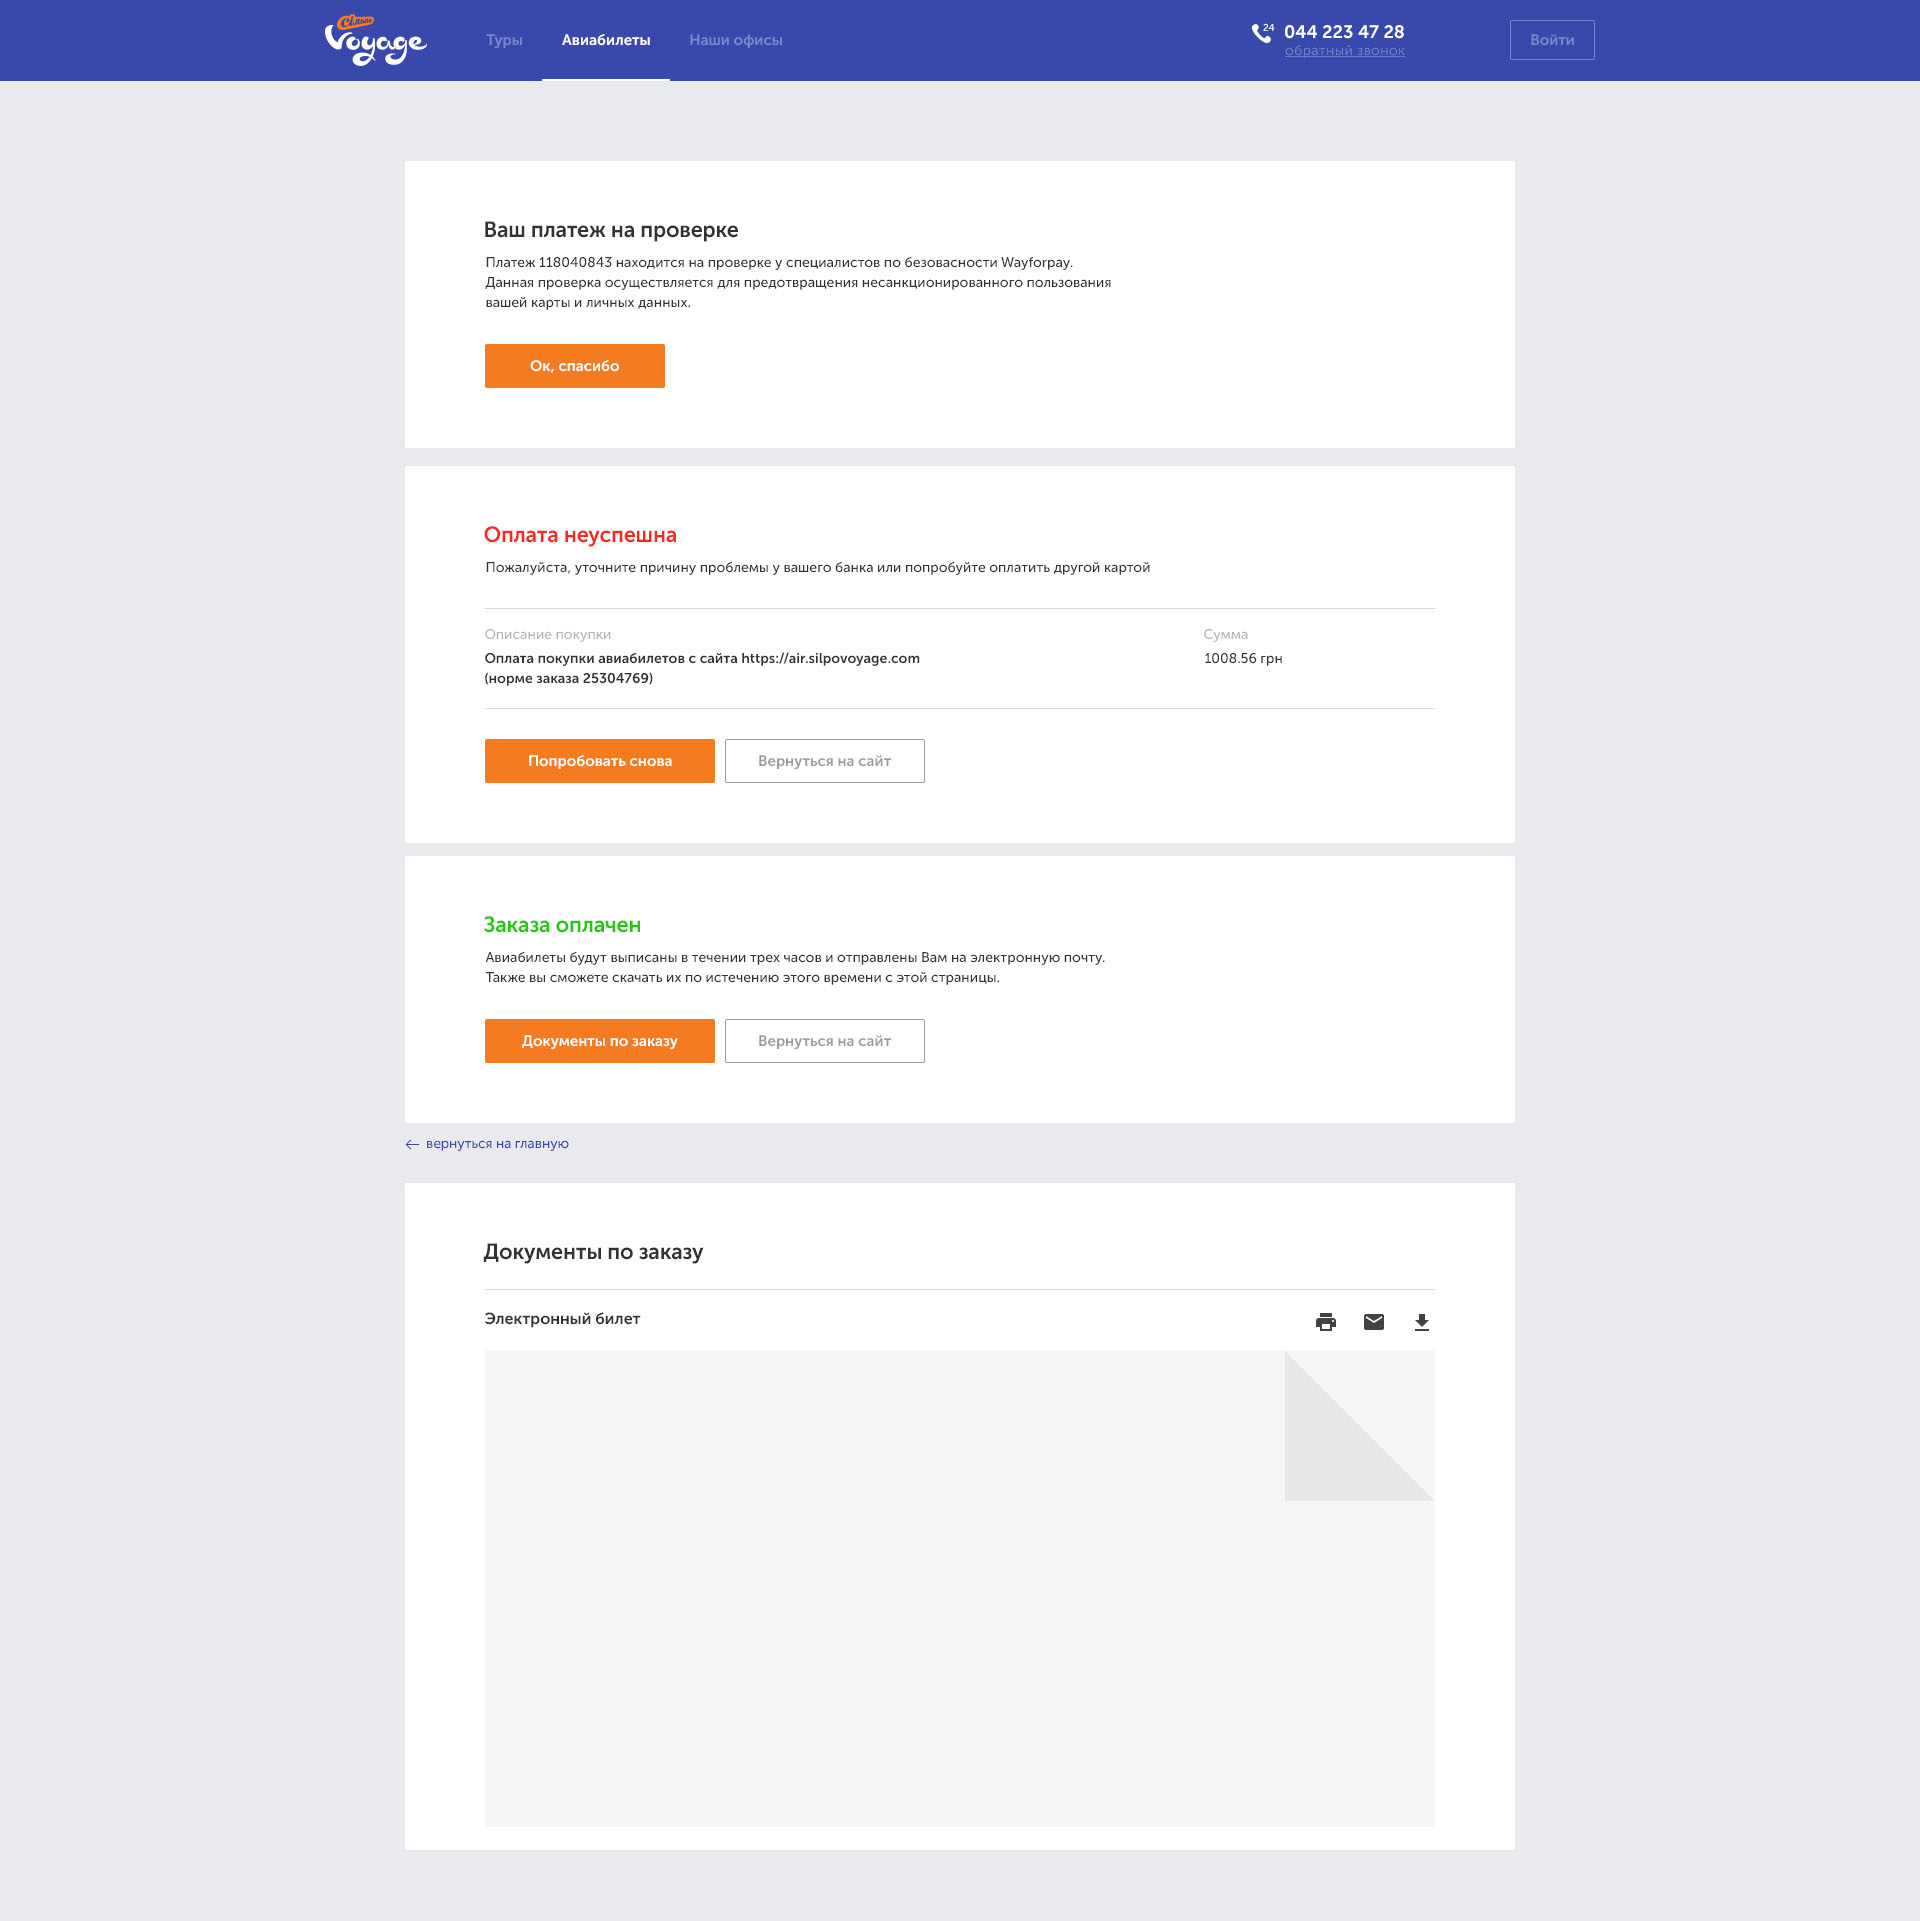 Сільпо
Voyage
Туры
Авиабилеты
Наши офисы
24
044 223 47 28
обратный звонок
Войти
Ваш платеж на проверке
Платеж 118040843 находится на проверке у специалистов по безовасности Wayforpay.
Данная проверка осуществляется для предотвращения несанкционированного пользования
вашей карты и личных данных.
Ок, спасибо
Оплата неуспешна
Пожалуйста, уточните причину проблемы у вашего банка или попробуйте оплатить другой картой
Описание покупки
Сумма
Оплата покупки авиабилетов с сайта https://air.silpovoyage.com
1008.56 грн
(норме заказа 25304769)
Попробовать снова
Вернуться на сайт
Заказа оплачен
Авиабилеты будут выписаны в течении трех часов и отправлены Вам на электронную почту.
Также вы сможете скачать их по истечению этого времени с этой страницы.
Документы по заказу
Вернуться на сайт
← вернуться на главную
Документы по заказу
Электронный билет